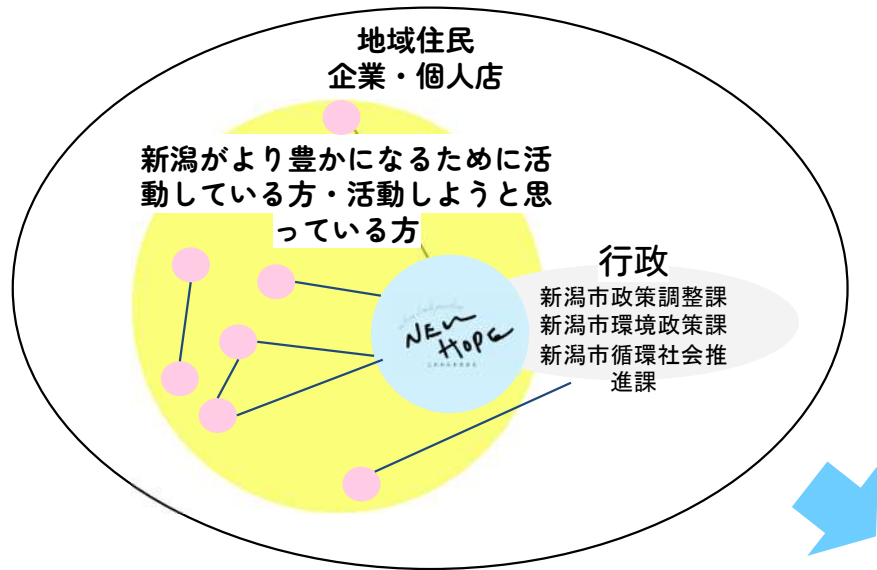 地域住民
企業・個人店
新潟がより豊かになるために活
動している方・活動しようと思
っている方
行政
新潟市政策調整課
新潟市環境政策課
新潟市循環社会推
進課
NEW
HOPE